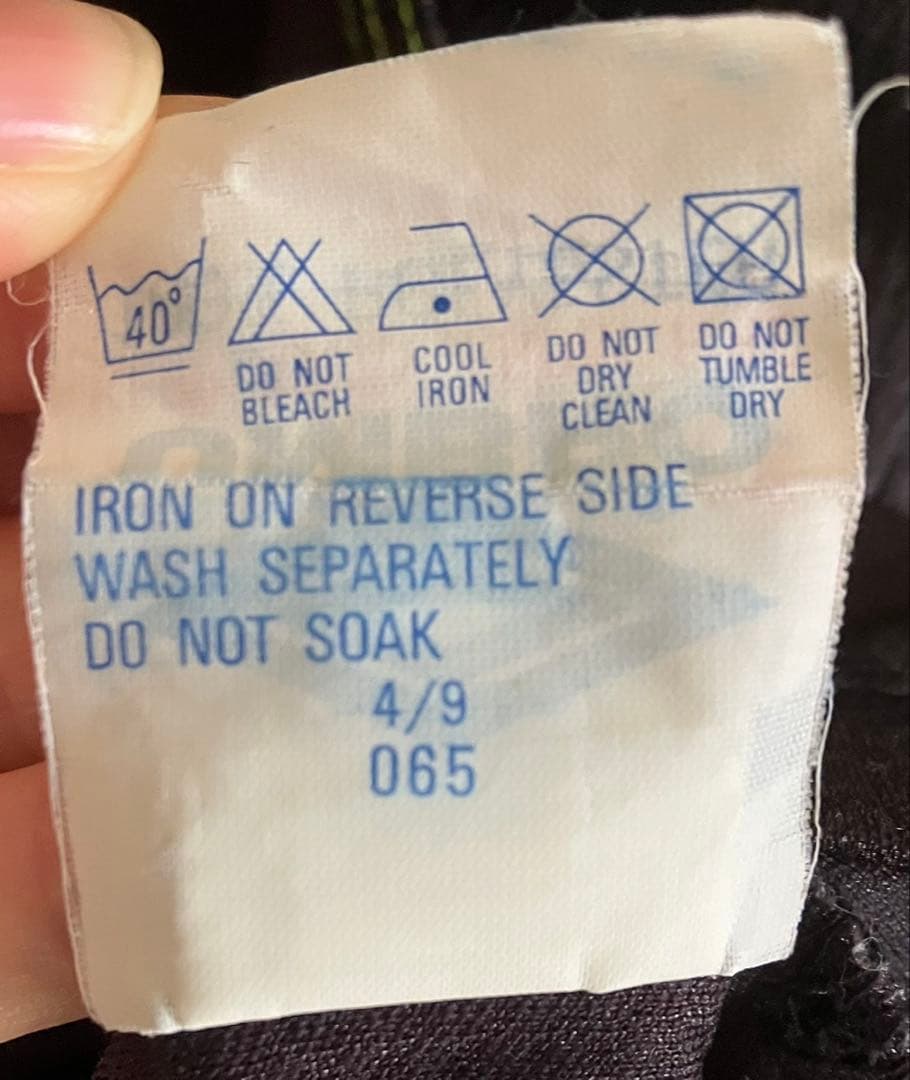 40°
DO NOT BLEACH
COOL IRON
DO NOT DRY CLEAN
DO NOT TUMBLE DRY
IRON ON REVERSE SIDE
WASH SEPARATELY
DO NOT SOAK
4/9
065